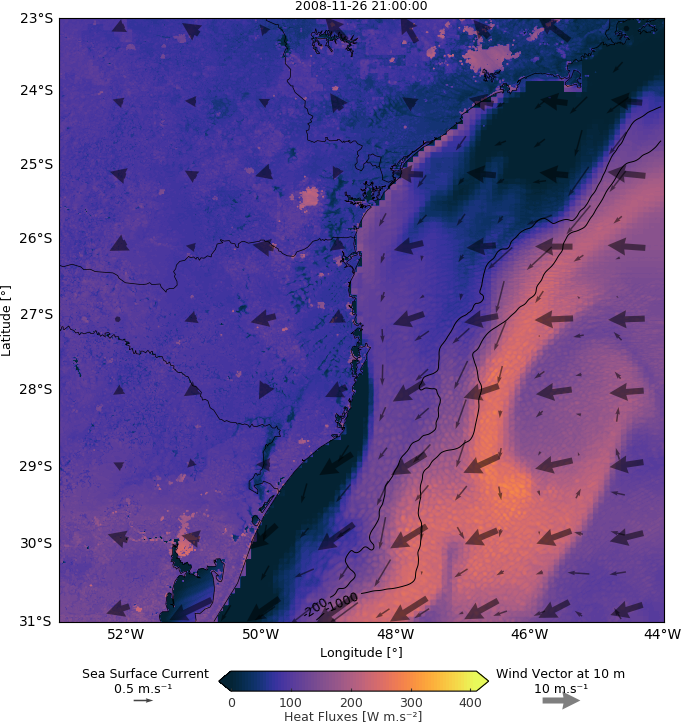 2008-11-26 21:00:00
23°S
24°S
25°S
26°S
27°S
28°S
29°S
30°S
31°S
Latitude [°]
-200
-1000
52°W 50°W 48°W 46°W 44°W
Longitude [°]
Sea Surface Current
0.5 m.s⁻¹
0 100 200 300 400
Heat Fluxes [W m.s⁻²]
Wind Vector at 10 m
10 m.s⁻¹